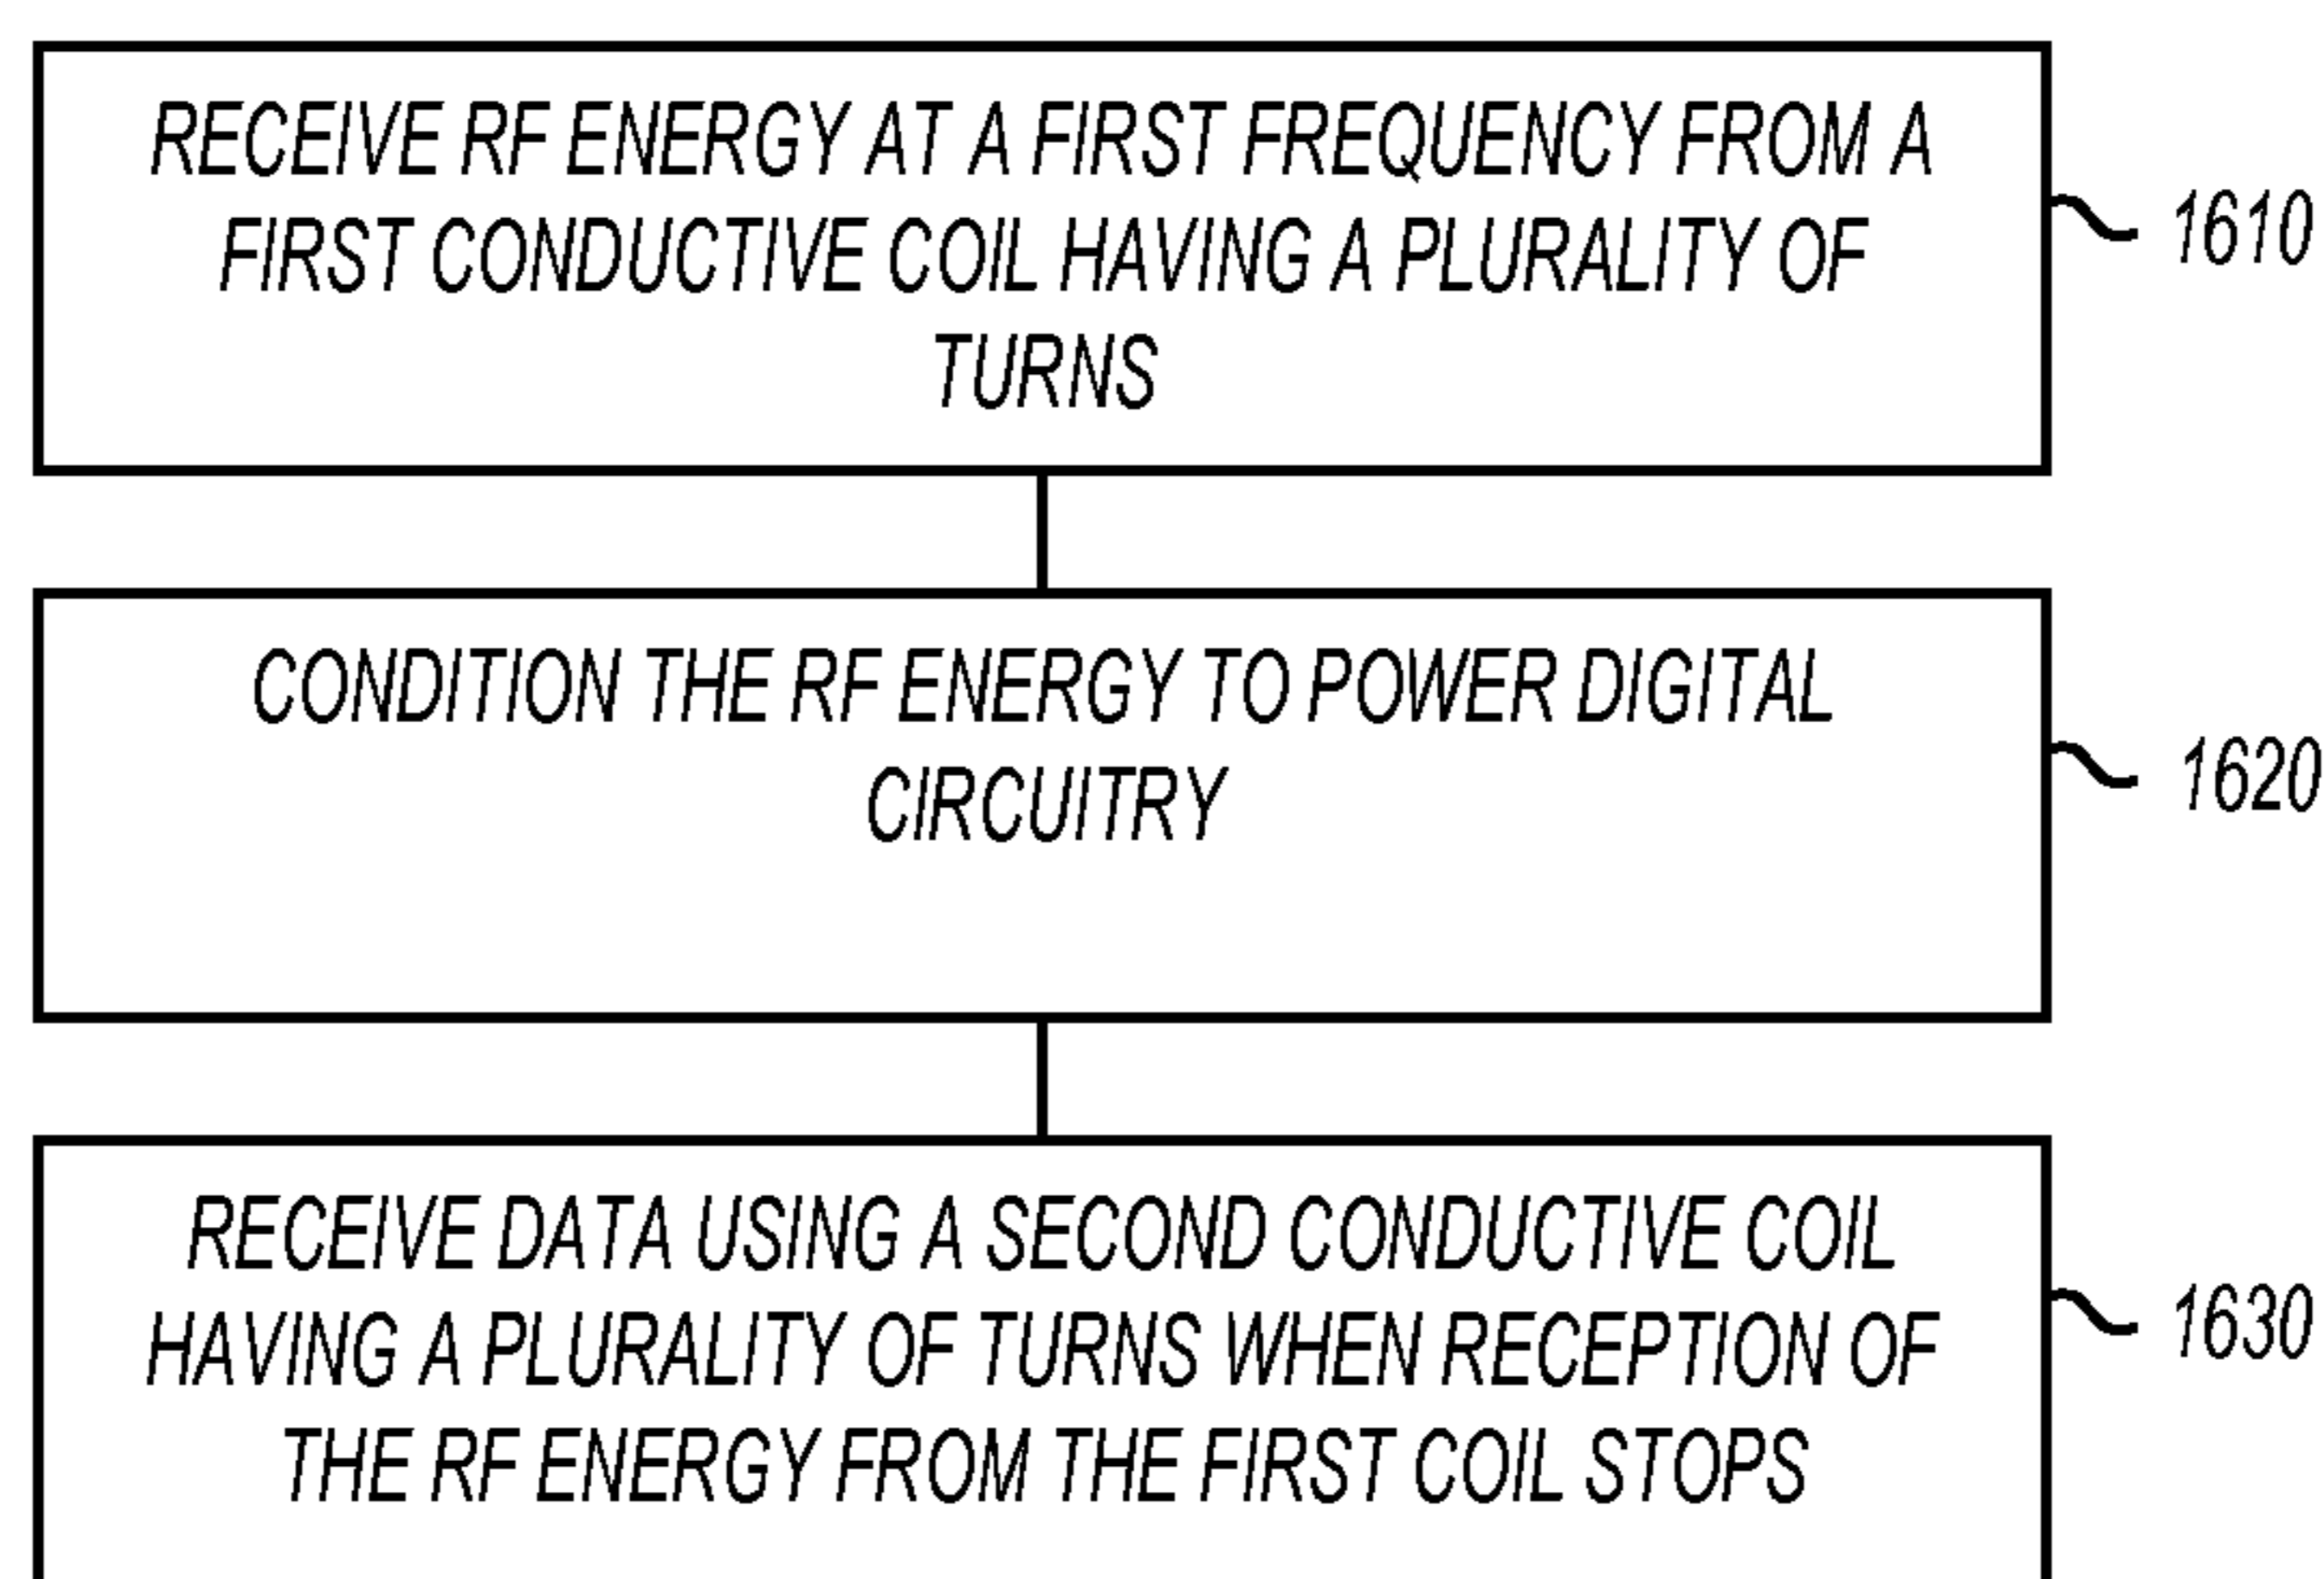 RECEIVE RF ENERGY AT A FIRST FREQUENCY FROM A
FIRST CONDUCTIVE COIL HAVING A PLURALITY OF
TURNS
1610
CONDITION THE RF ENERGY TO POWER DIGITAL
CIRCUITRY
1620
RECEIVE DATA USING A SECOND CONDUCTIVE COIL
HAVING A PLURALITY OF TURNS WHEN RECEPTION OF
THE RF ENERGY FROM THE FIRST COIL STOPS
1630